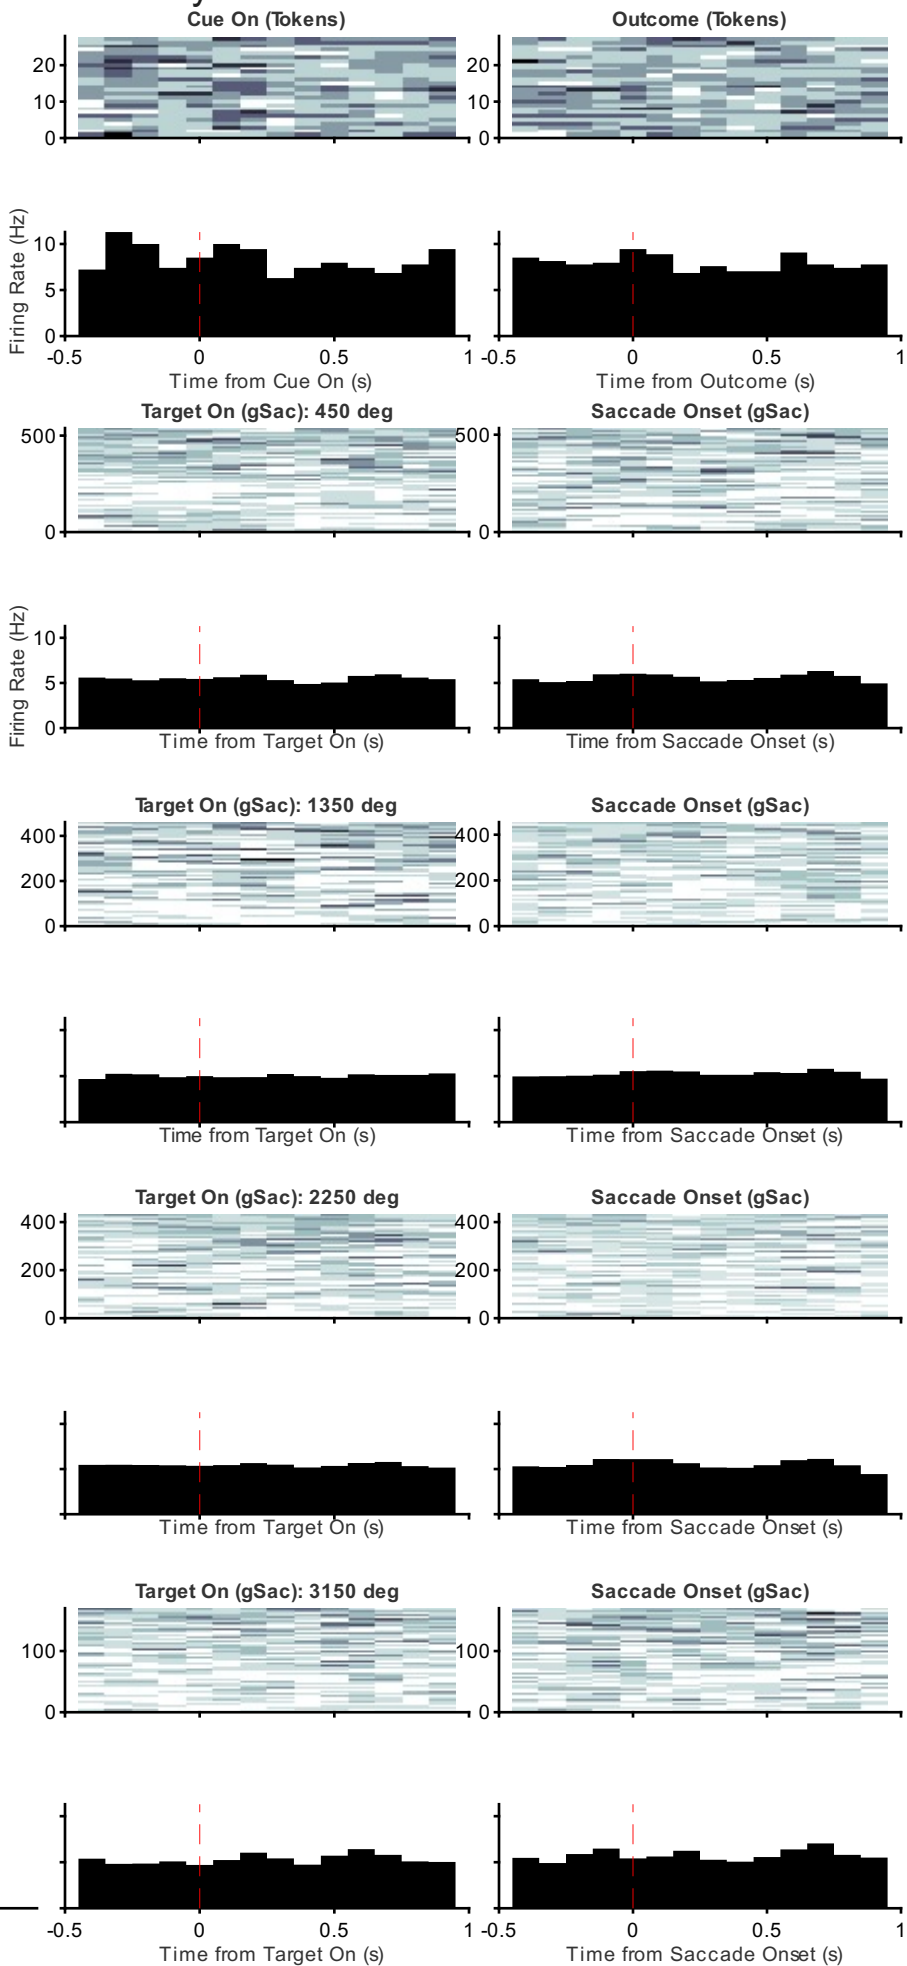 y
Cue On (Tokens)
Outcome (Tokens)
20
10
0
20
10
0
Firing Rate (Hz)
10
5
0
-0.5
0
0.5
1
-0.5
0
0.5
1
Time from Cue On (s)
Time from Outcome (s)
Target On (gSac): 450 deg
Saccade Onset (gSac)
500
0
500
0
Firing Rate (Hz)
10
5
0
Time from Target On (s)
Time from Saccade Onset (s)
Target On (gSac): 1350 deg
Saccade Onset (gSac)
400
200
0
400
200
0
Time from Target On (s)
Time from Saccade Onset (s)
Target On (gSac): 2250 deg
Saccade Onset (gSac)
400
200
0
400
200
0
Time from Target On (s)
Time from Saccade Onset (s)
Target On (gSac): 3150 deg
Saccade Onset (gSac)
100
0
100
0
-0.5
0
0.5
1
-0.5
0
0.5
1
Time from Target On (s)
Time from Saccade Onset (s)